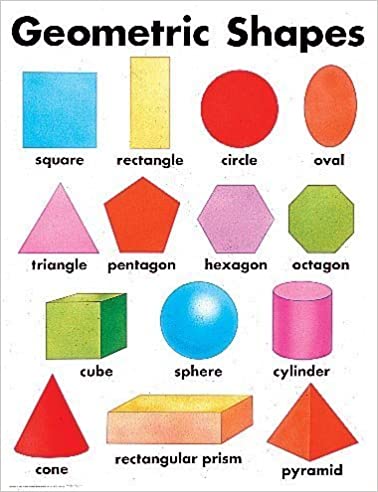 Geometric Shapes
square rectangle circle oval
triangle pentagon hexagon octagon
cube sphere cylinder
cone rectangular prism pyramid